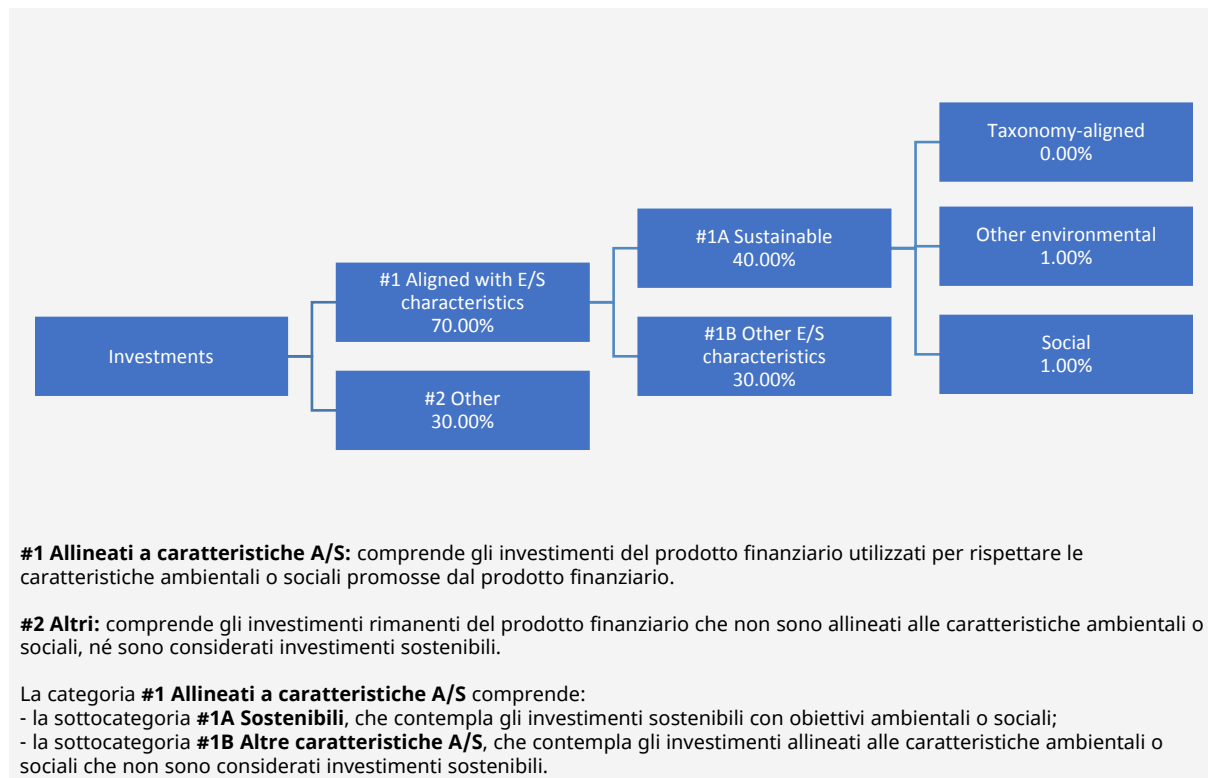 Investments
#1 Aligned with E/S
characteristics
70.00%
#2 Other
30.00%
#1A Sustainable
40.00%
#1B Other E/S
characteristics
30.00%
Taxonomy-aligned
0.00%
Other environmental
1.00%
Social
1.00%
#1 Allineati a caratteristiche A/S: comprende gli investimenti del prodotto finanziario utilizzati per rispettare le
caratteristiche ambientali o sociali promosse dal prodotto finanziario.
#2 Altri: comprende gli investimenti rimanenti del prodotto finanziario che non sono allineati alle caratteristiche ambientali o
sociali, né sono considerati investimenti sostenibili.
La categoria #1 Allineati a caratteristiche A/S comprende:
- la sottocategoria #1A Sostenibili, che contempla gli investimenti sostenibili con obiettivi ambientali o sociali;
- la sottocategoria #1B Altre caratteristiche A/S, che contempla gli investimenti allineati alle caratteristiche ambientali o
sociali che non sono considerati investimenti sostenibili.